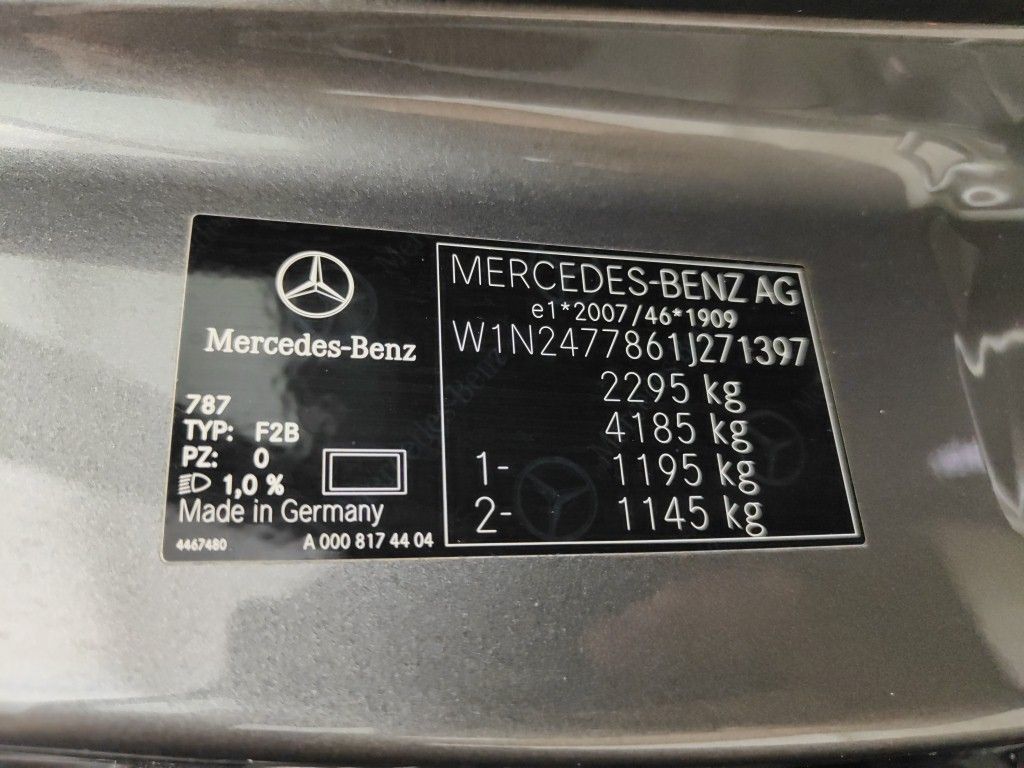 Mercedes-Benz
787
TYP: F2B
PZ: 0
1,0 %
Made in Germany
4467480 A 000 817 44 04
MERCEDES-BENZ AG
e1*2007/46*1909
W1N2477861J271397
2295 kg
4185 kg
1- 1195 kg
2- 1145 kg